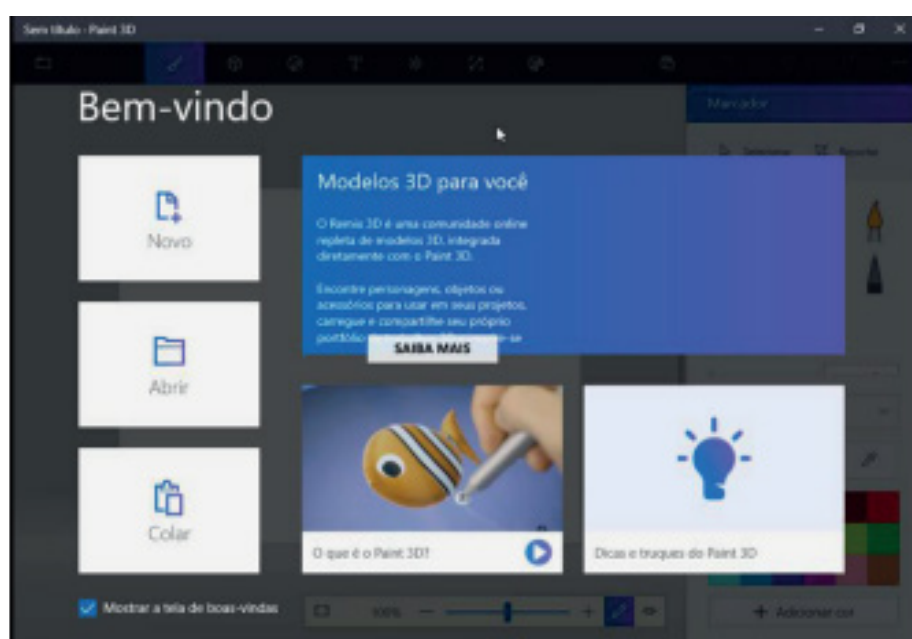 Sem título - Paint 3D
Bem-vindo
Marcador
Selecionar
Recortar
Novo
Modelos 3D para você
O Remix 3D é uma comunidade online
repleta de modelos 3D, integrada
diretamente com o Paint 3D.
Encontre personagens, objetos ou
acessórios para usar em seus projetos,
carregue e compartilhe seu próprio
portfólio
SAIBA MAIS
Abrir
Colar
O que é o Paint 3D?
Dicas e truques do Paint 3D
Mostrar a tela de boas-vindas
100%
Adicionar cor